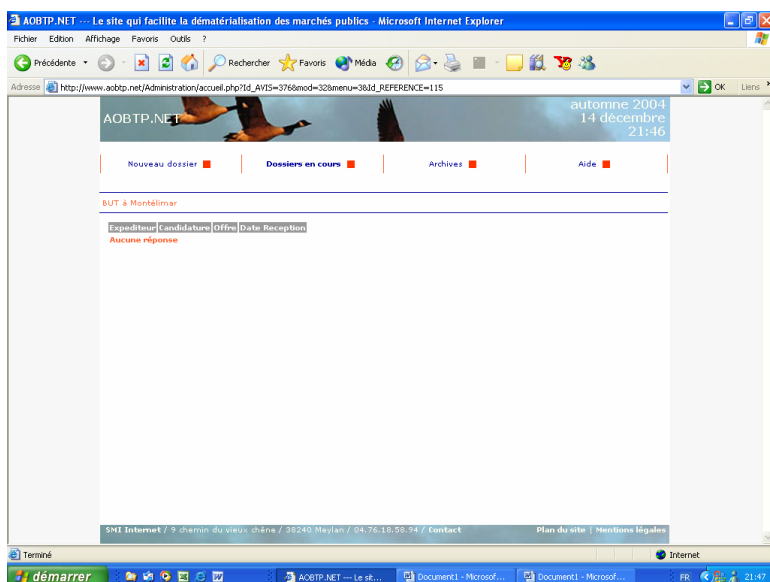 AOBTP.NET --- Le site qui facilite la dématérialisation des marchés publics - Microsoft Internet Explorer
Fichier Edition Affichage Favoris Outils ?
Précédente Rechercher Favoris Média
Adresse http://www.aobtp.net/Administration/accueil.php?Id_AVIS=376&mod=32&menu=3&Id_REFERENCE=115 OK Liens
AOBTP.NET
automne 2004
14 décembre
21:46
Nouveau dossier Dossiers en cours Archives Aide
BUT à Montélimar
Expediteur Candidature Offre Date Reception
Aucune réponse
SMI Internet / 9 chemin du vieux chêne / 38240 Meylan / 04.76.18.58.94 / Contact Plan du site | Mentions légales
Terminé Internet
démarrer AOBTP.NET --- Le sit... Document1 - Microsof... Document1 - Microsof... FR 21:47